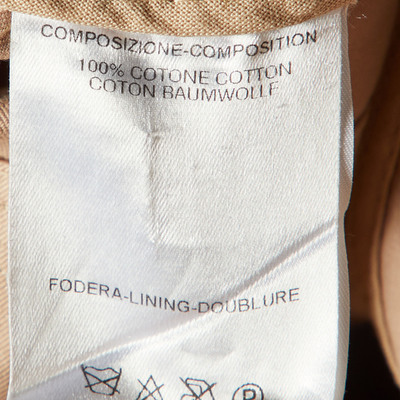 COMPOSIZIONE-COMPOSITION
100% COTONE COTTON
COTON BAUMWOLLE
FODERA-LINING-DOUBLURE
P